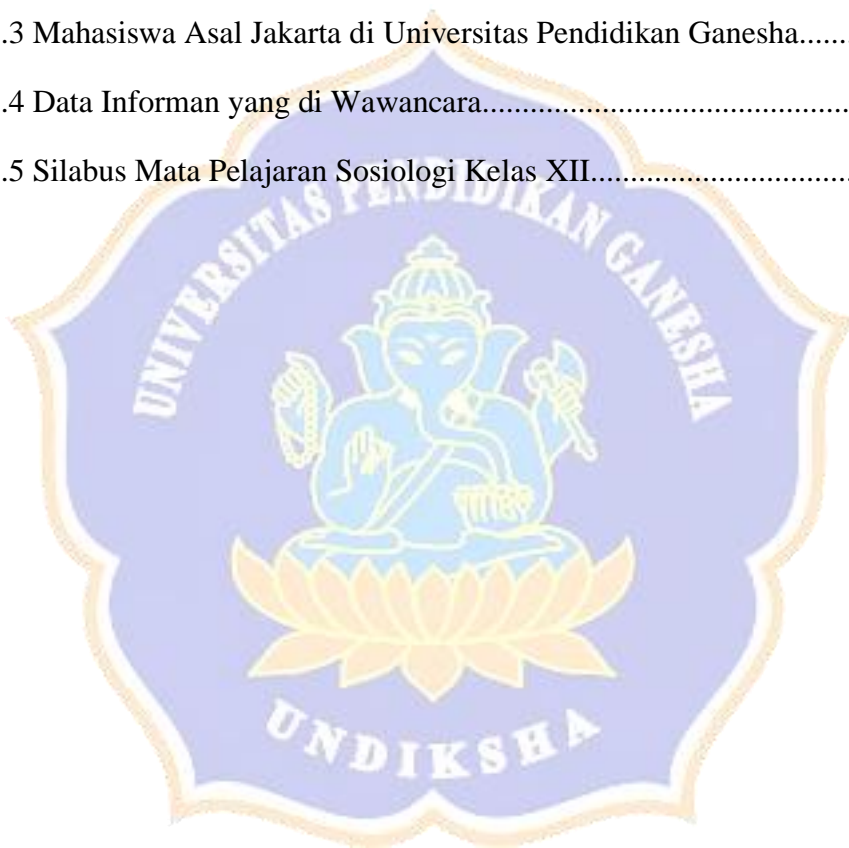 .3 Mahasiswa Asal Jakarta di Universitas Pendidikan Ganesha.......
.4 Data Informan yang di Wawancara..............................................
.5 Silabus Mata Pelajaran Sosiologi Kelas XII................................
UNIVERSITAS PENDIDIKAN GANESHA
UNDIKSHA